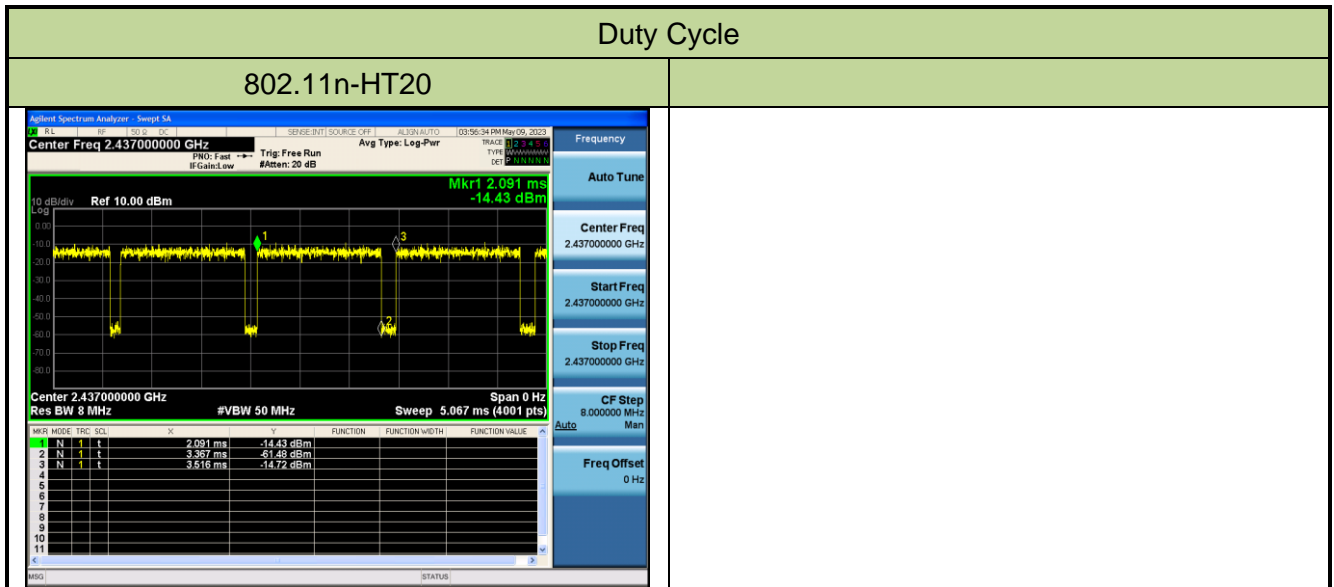 Duty Cycle
802.11n-HT20
Agilent Spectrum Analyzer - Swept SA
RL RF 50 Ω DC SENSE:INT SOURCE OFF ALIGN AUTO 03:56:34 PM May 09, 2023
Center Freq 2.437000000 GHz Avg Type: Log-Pwr TRACE 1 2 3 4 5 6
PNO: Fast Trig: Free Run TYPE
IFGain:Low #Atten: 20 dB DET P N N N N N
Frequency
Auto Tune
Mkr1 2.091 ms
10 dB/div Ref 10.00 dBm -14.43 dBm
Log
0.00
-10.0
-20.0
-30.0
-40.0
-50.0
-60.0
-70.0
-80.0
1
3
2
Center Freq
2.437000000 GHz
Start Freq
2.437000000 GHz
Stop Freq
2.437000000 GHz
CF Step
8.000000 MHz
Auto Man
Freq Offset
0 Hz
Center 2.437000000 GHz Span 0 Hz
Res BW 8 MHz #VBW 50 MHz Sweep 5.067 ms (4001 pts)
MKR MODE TRC SCL X Y FUNCTION FUNCTION WIDTH FUNCTION VALUE
1 N 1 t 2.091 ms -14.43 dBm
2 N 1 t 3.367 ms -61.48 dBm
3 N 1 t 3.516 ms -14.72 dBm
4
5
6
7
8
9
10
11
MSG STATUS